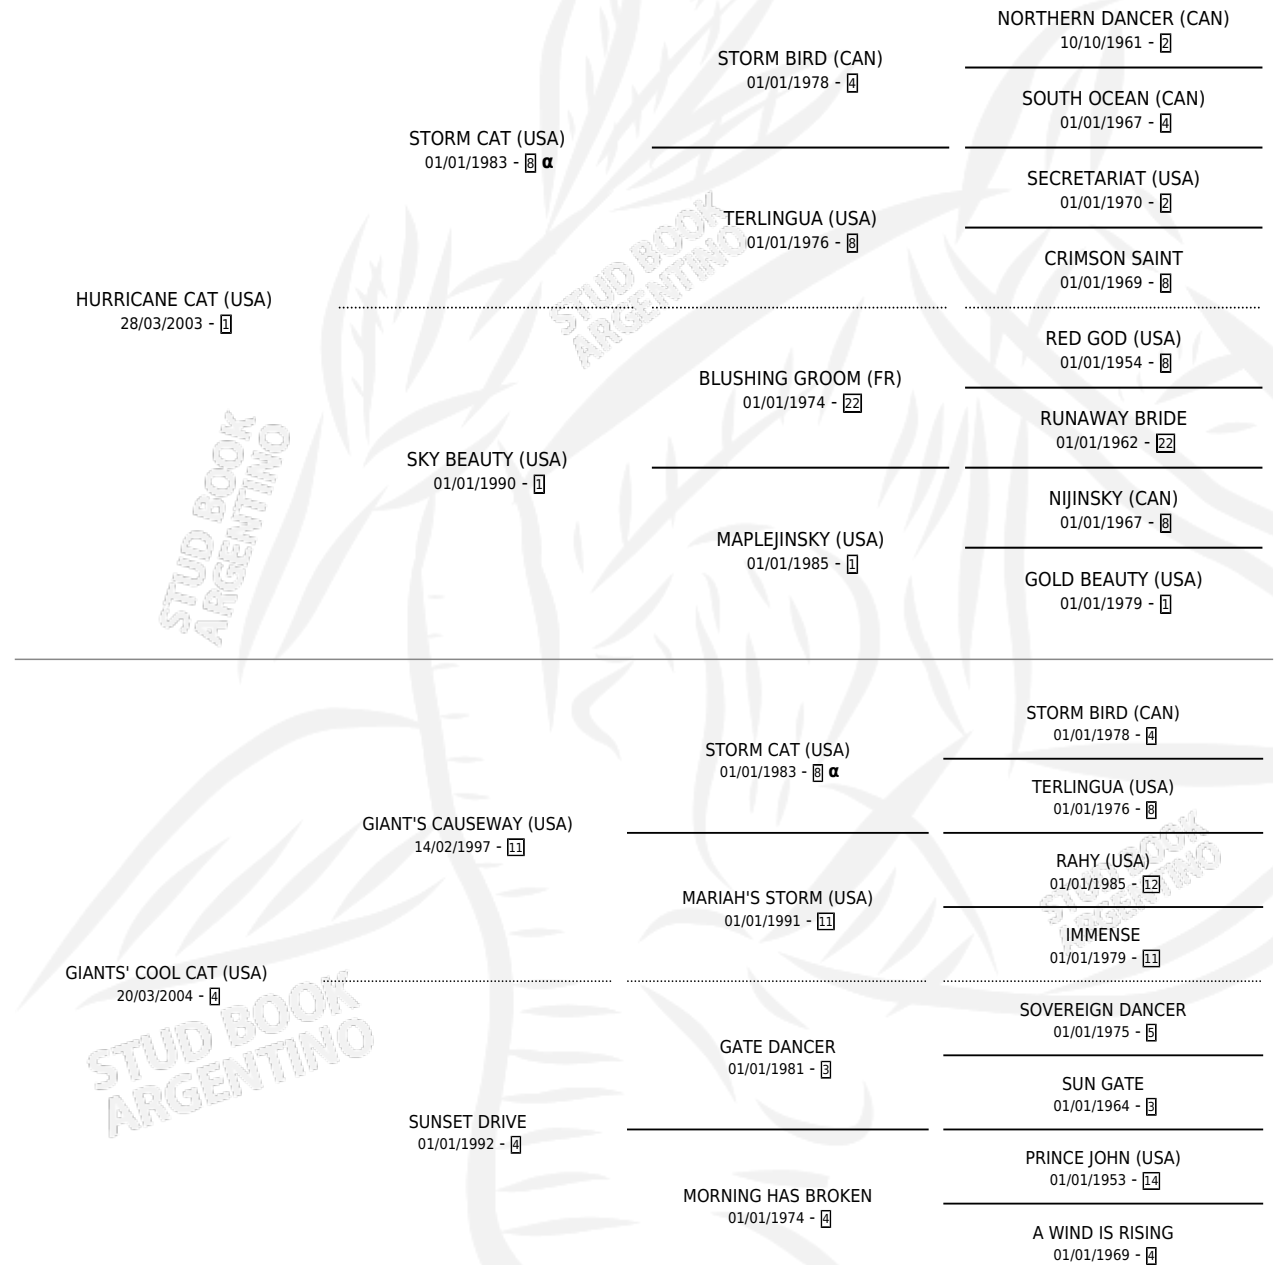 NORTHERN DANCER (CAN)
10/10/1961 - 2
STORM BIRD (CAN)
01/01/1978 - 4
SOUTH OCEAN (CAN)
01/01/1967 - 4
STORM CAT (USA)
01/01/1983 - 8 α
SECRETARIAT (USA)
01/01/1970 - 2
TERLINGUA (USA)
01/01/1976 - 8
CRIMSON SAINT
01/01/1969 - 8
HURRICANE CAT (USA)
28/03/2003 - 1
RED GOD (USA)
01/01/1954 - 8
BLUSHING GROOM (FR)
01/01/1974 - 22
RUNAWAY BRIDE
01/01/1962 - 22
SKY BEAUTY (USA)
01/01/1990 - 1
NIJINSKY (CAN)
01/01/1967 - 8
MAPLEJINSKY (USA)
01/01/1985 - 1
GOLD BEAUTY (USA)
01/01/1979 - 1
STORM BIRD (CAN)
01/01/1978 - 4
STORM CAT (USA)
01/01/1983 - 8 α
TERLINGUA (USA)
01/01/1976 - 8
GIANT'S CAUSEWAY (USA)
14/02/1997 - 11
RAHY (USA)
01/01/1985 - 12
MARIAH'S STORM (USA)
01/01/1991 - 11
IMMENSE
01/01/1979 - 11
GIANTS' COOL CAT (USA)
20/03/2004 - 4
SOVEREIGN DANCER
01/01/1975 - 5
GATE DANCER
01/01/1981 - 3
SUN GATE
01/01/1964 - 3
SUNSET DRIVE
01/01/1992 - 4
PRINCE JOHN (USA)
01/01/1953 - 14
MORNING HAS BROKEN
01/01/1974 - 4
A WIND IS RISING
01/01/1969 - 4
STUD BOOK
ARGENTINO
STUD BOOK
ARGENTINO
STUD BOOK
ARGENTINO
STUD BOOK
ARGENTINO